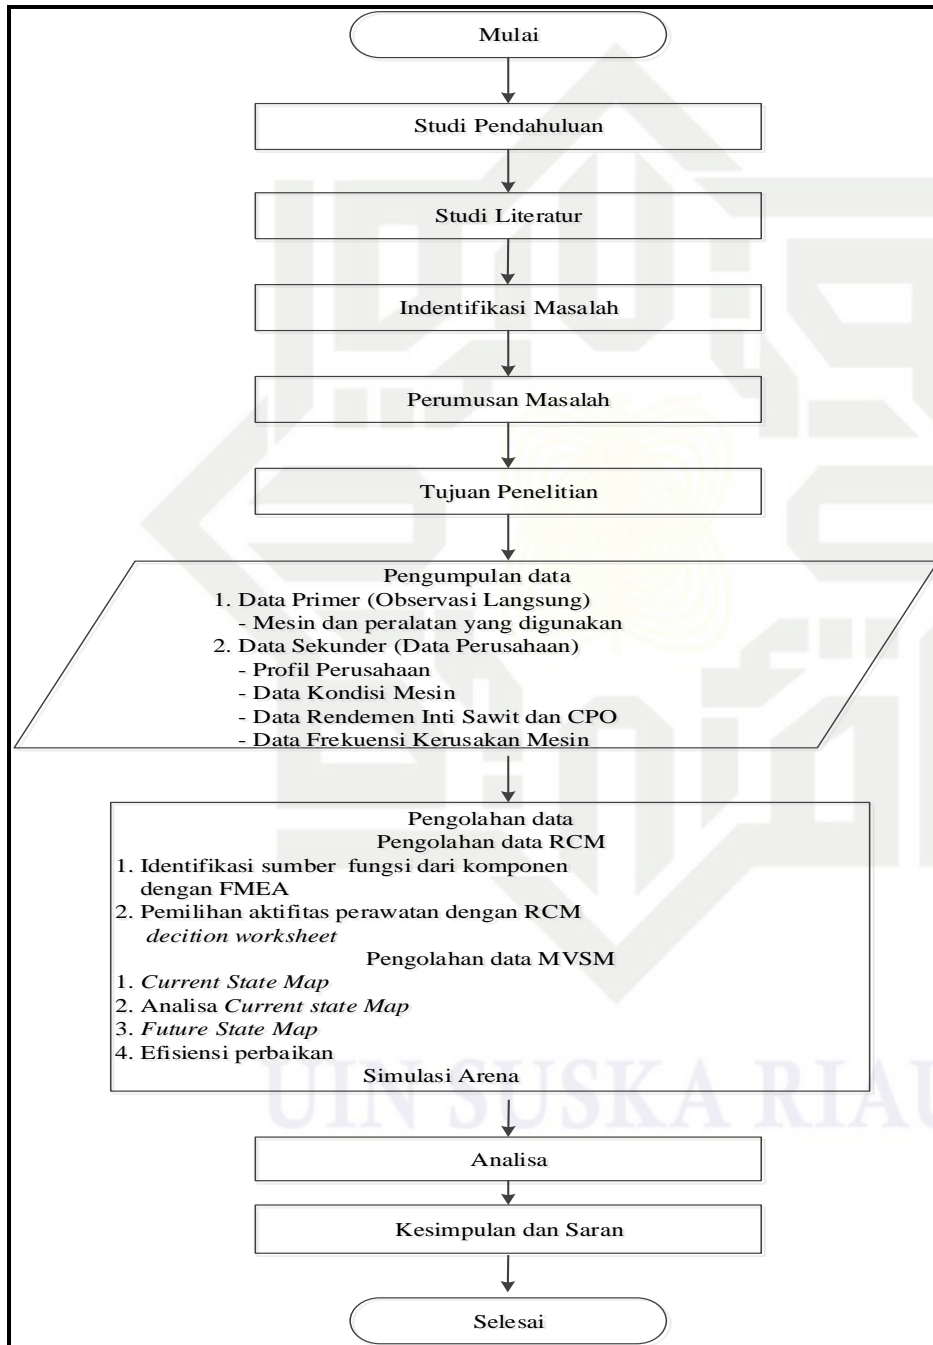 Mulai
Studi Pendahuluan
Studi Literatur
Indentifikasi Masalah
Perumusan Masalah
Tujuan Penelitian
Pengumpulan data
1. Data Primer (Observasi Langsung)
- Mesin dan peralatan yang digunakan
2. Data Sekunder (Data Perusahaan)
- Profil Perusahaan
- Data Kondisi Mesin
- Data Rendemen Inti Sawit dan CPO
- Data Frekuensi Kerusakan Mesin
Pengolahan data
Pengolahan data RCM
1. Identifikasi sumber fungsi dari komponen
dengan FMEA
2. Pemilihan aktifitas perawatan dengan RCM
decition worksheet
Pengolahan data MVSM
1. Current State Map
2. Analisa Current state Map
3. Future State Map
4. Efisiensi perbaikan
Simulasi Arena
UIN SUSKA RIAU
Analisa
Kesimpulan dan Saran
Selesai